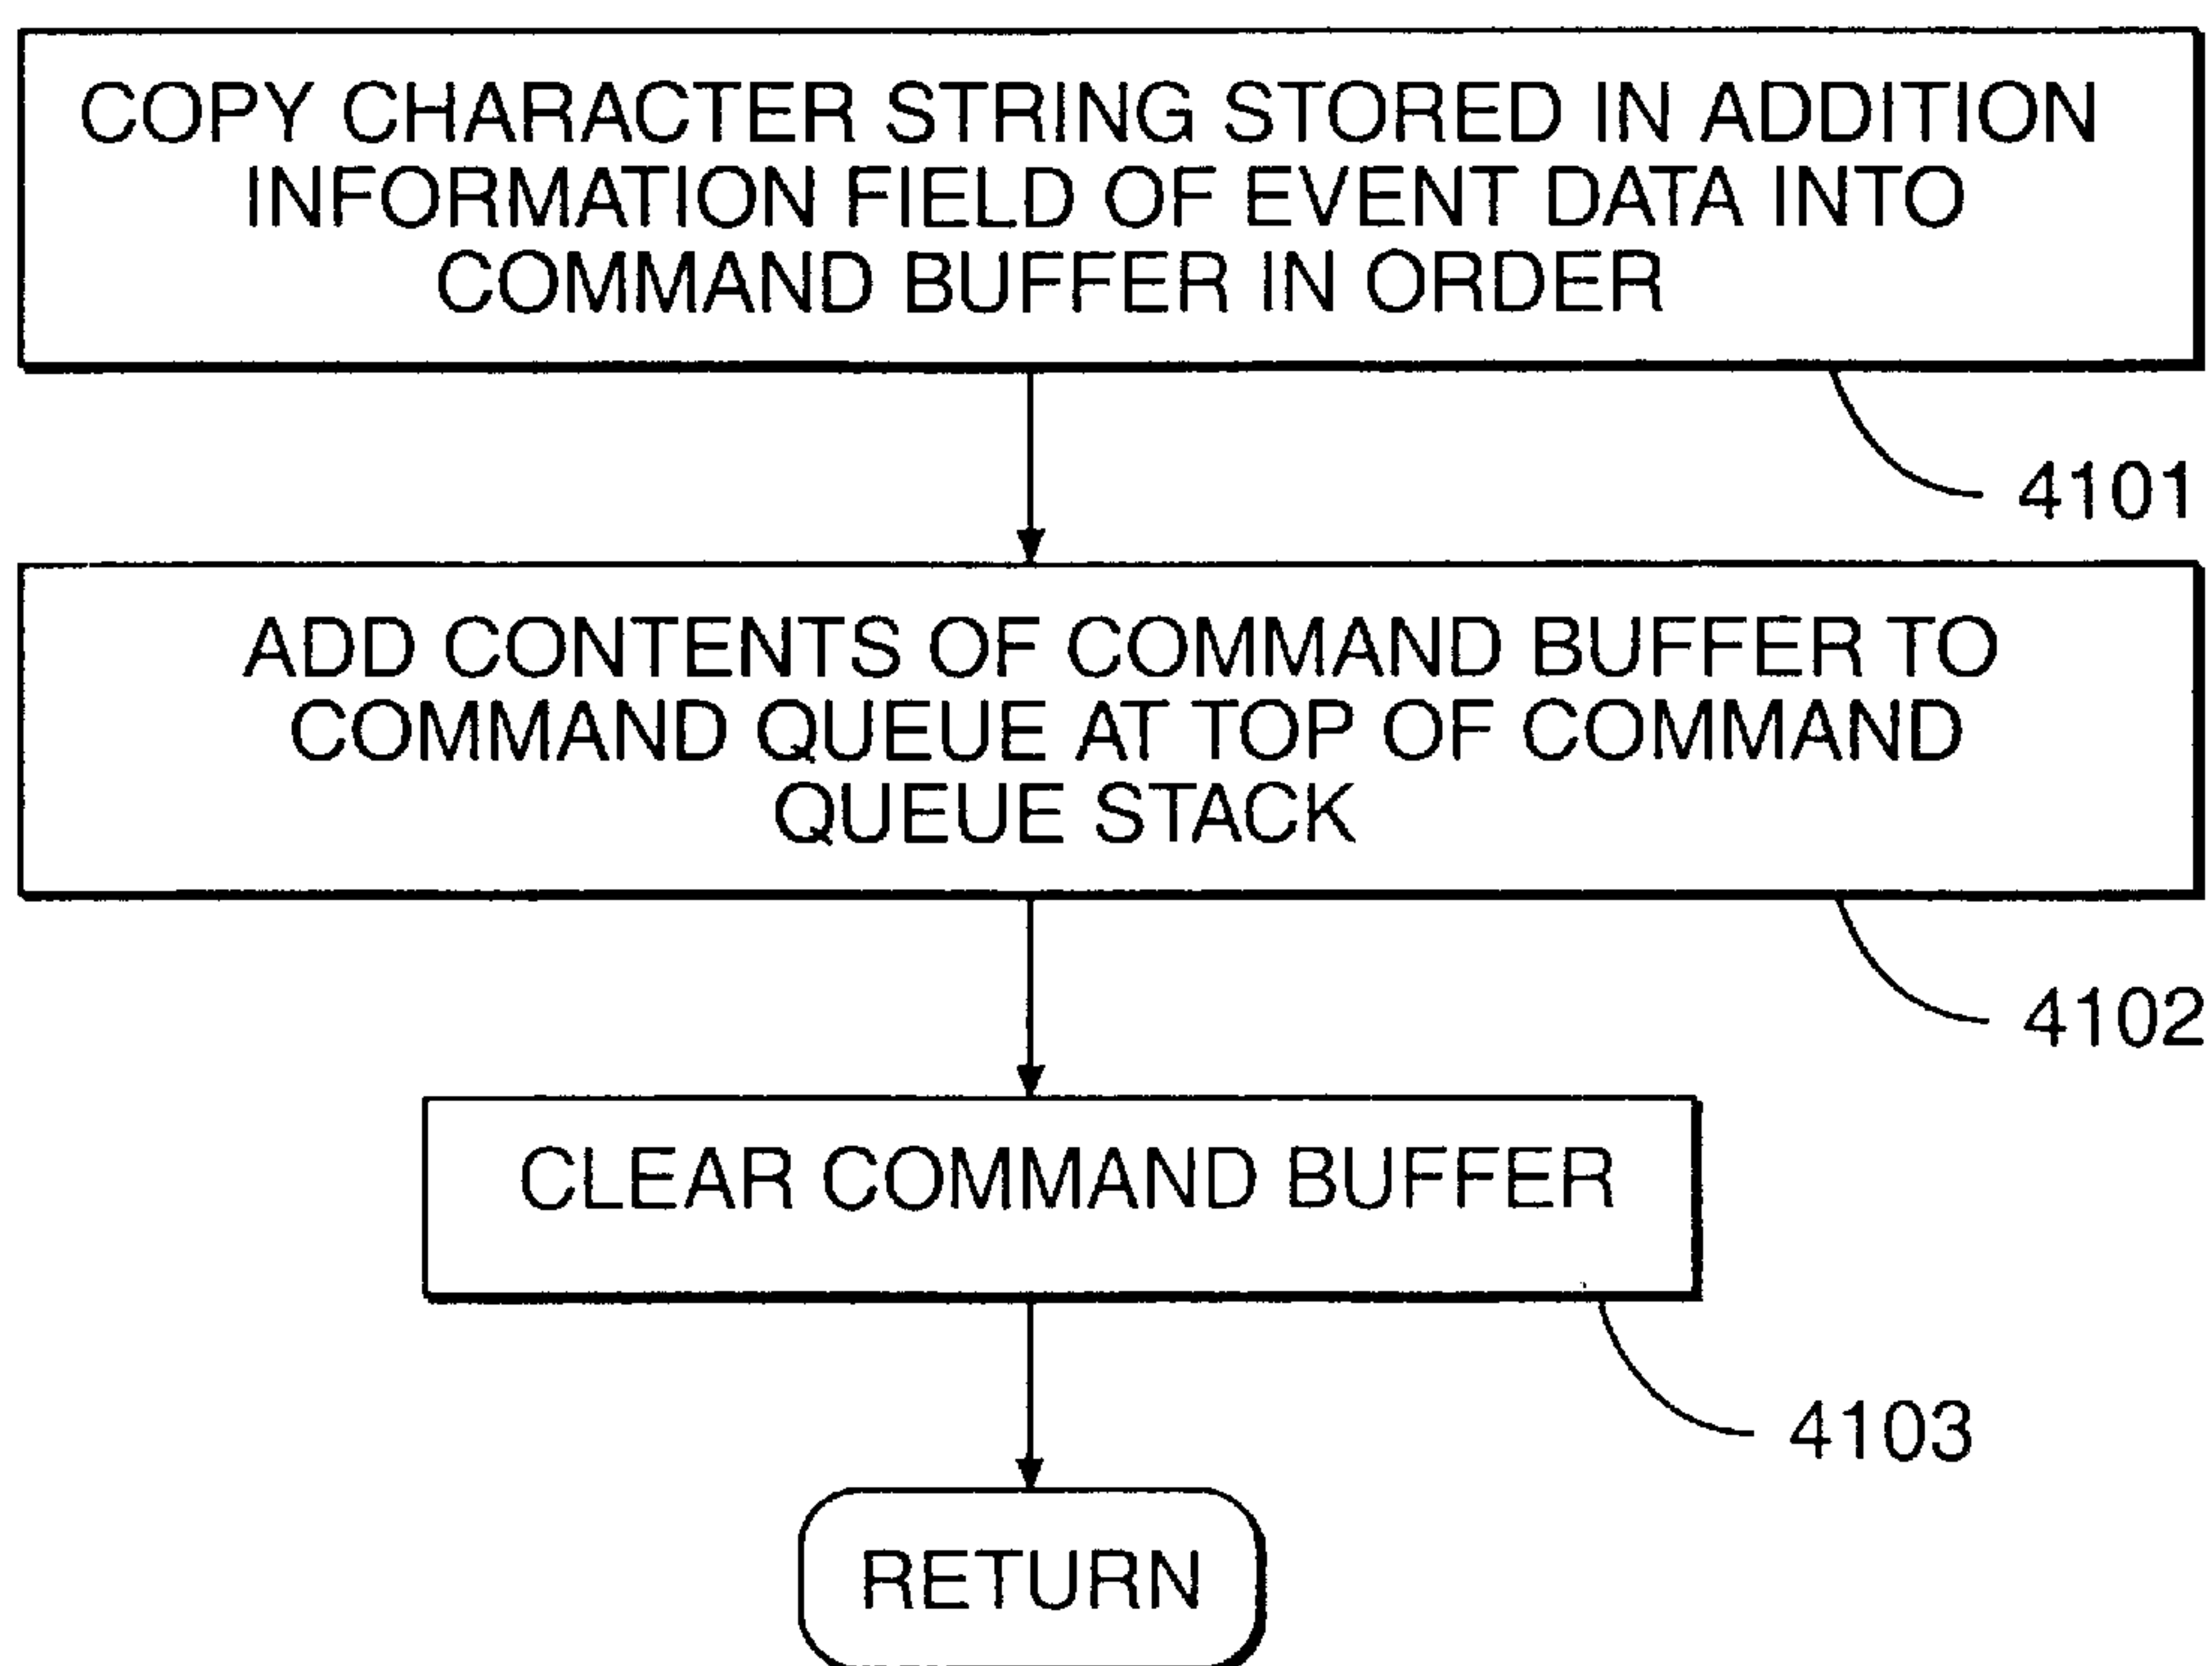 COPY CHARACTER STRING STORED IN ADDITION
INFORMATION FIELD OF EVENT DATA INTO
COMMAND BUFFER IN ORDER
4101
ADD CONTENTS OF COMMAND BUFFER TO
COMMAND QUEUE AT TOP OF COMMAND
QUEUE STACK
4102
CLEAR COMMAND BUFFER
4103
RETURN